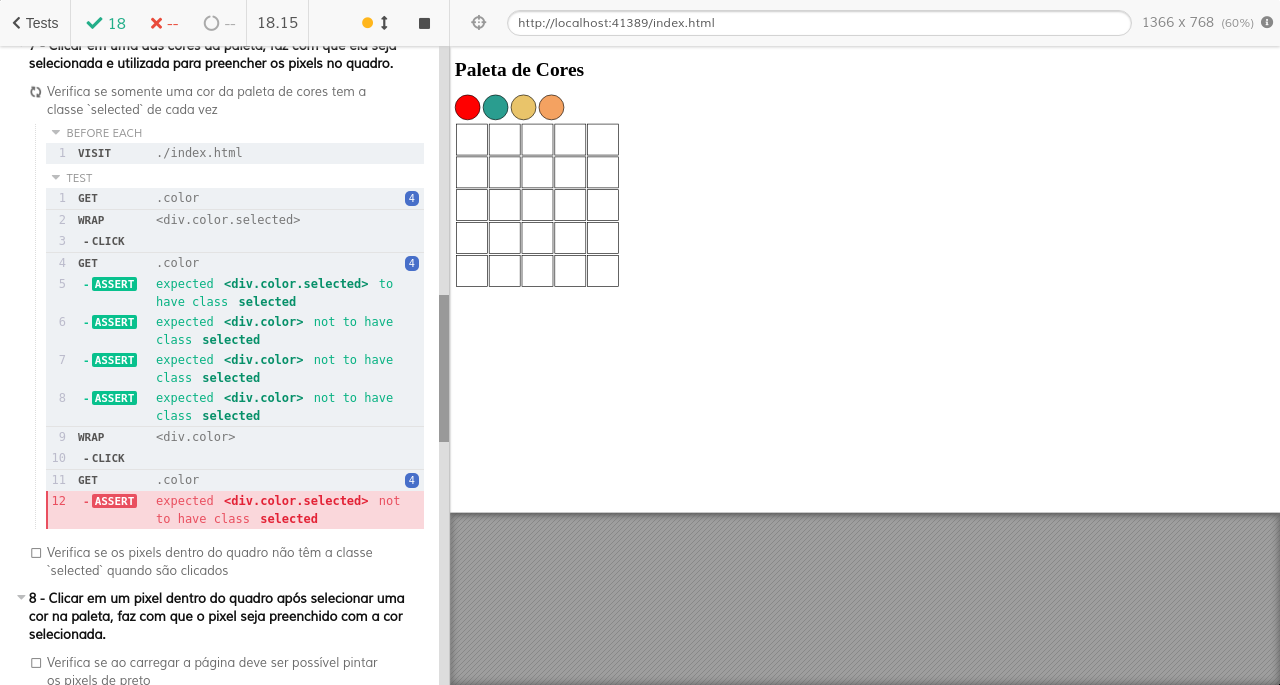 Tests
18
--
--
18.15
http://localhost:41389/index.html
1366 x 768 (60%)
7 - Clicar em uma das cores da paleta, faz com que ela seja
selecionada e utilizada para preencher os pixels no quadro.
Verifica se somente uma cor da paleta de cores tem a
classe `selected` de cada vez
BEFORE EACH
1 VISIT ./index.html
TEST
1 GET .color 4
2 WRAP <div.color.selected>
3 -CLICK
4 GET .color 4
5 -ASSERT expected <div.color.selected> to
have class selected
6 -ASSERT expected <div.color> not to have
class selected
7 -ASSERT expected <div.color> not to have
class selected
8 -ASSERT expected <div.color> not to have
class selected
9 WRAP <div.color>
10 -CLICK
11 GET .color 4
12 -ASSERT expected <div.color.selected> not
to have class selected
Verifica se os pixels dentro do quadro não têm a classe
`selected` quando são clicados
8 - Clicar em um pixel dentro do quadro após selecionar uma
cor na paleta, faz com que o pixel seja preenchido com a cor
selecionada.
Verifica se ao carregar a página deve ser possível pintar
os pixels de preto
Paleta de Cores